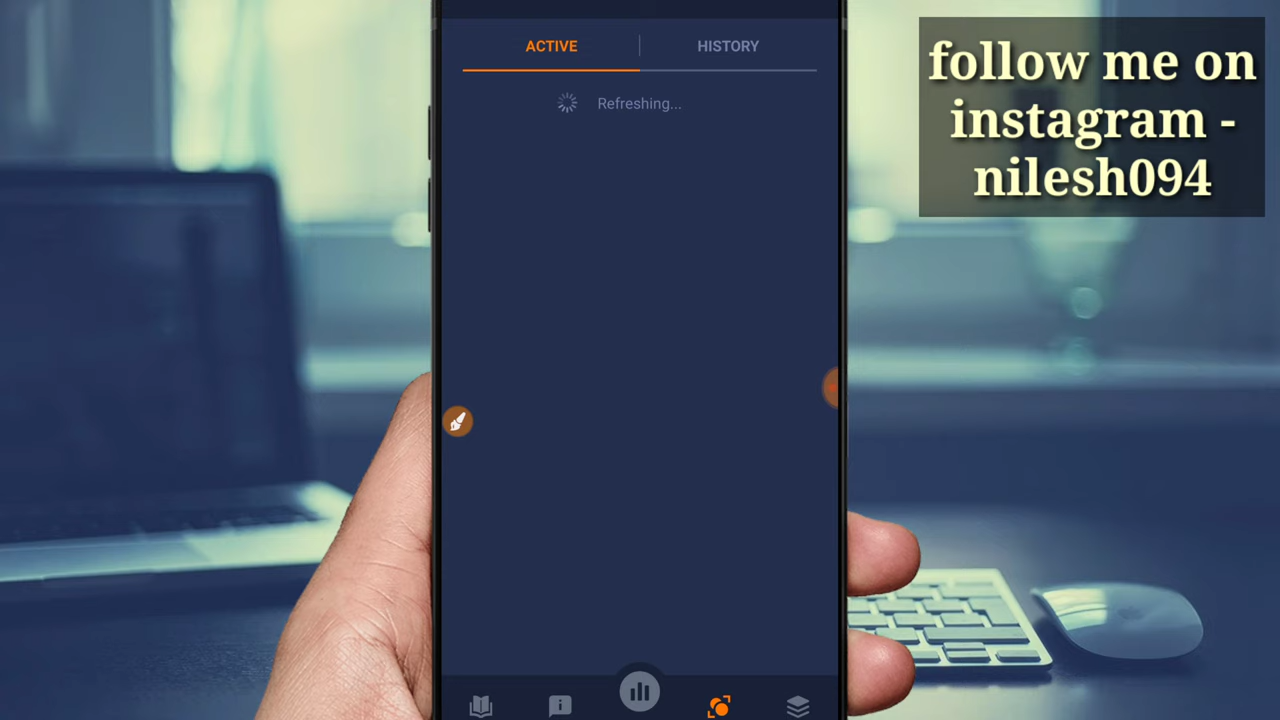 ACTIVE
HISTORY
Refreshing...
follow me on
instagram -
nilesh094